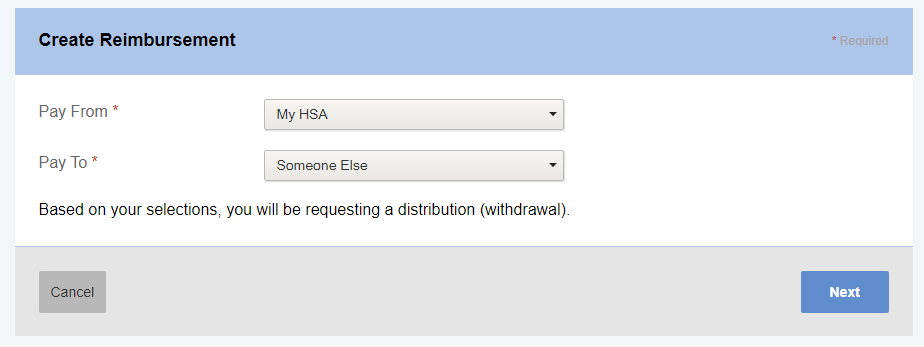 Create Reimbursement
* Required
Pay From *
My HSA
Pay To *
Someone Else
Based on your selections, you will be requesting a distribution (withdrawal).
Cancel
Next